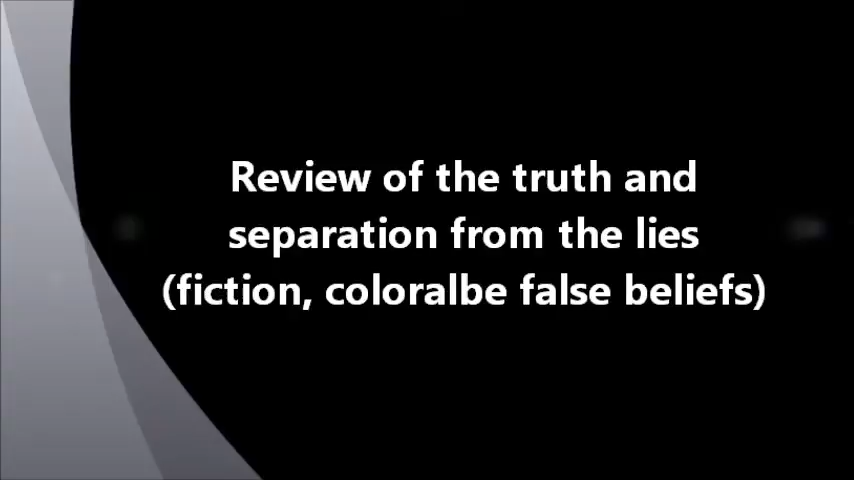 Review of the truth and
separation from the lies
(fiction, coloralbe false beliefs)